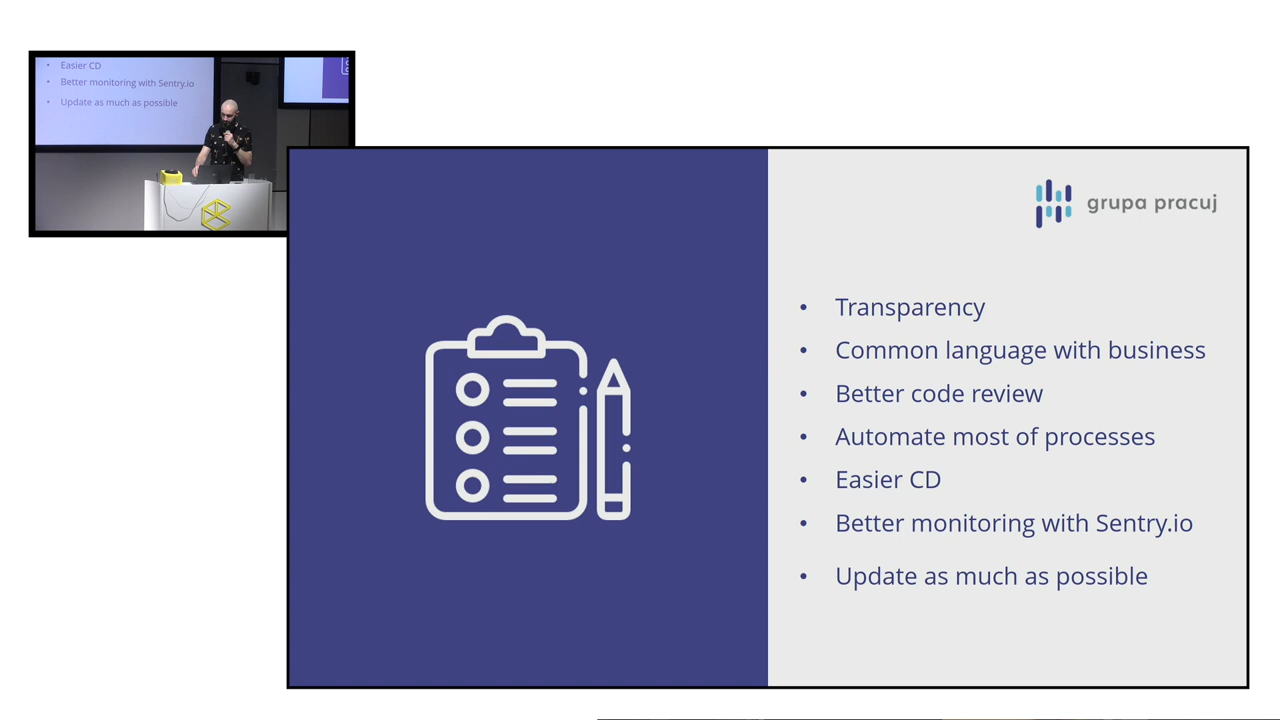 • Easier CD
• Better monitoring with Sentry.io
• Update as much as possible
grupa pracuj
• Transparency
• Common language with business
• Better code review
• Automate most of processes
• Easier CD
• Better monitoring with Sentry.io
• Update as much as possible